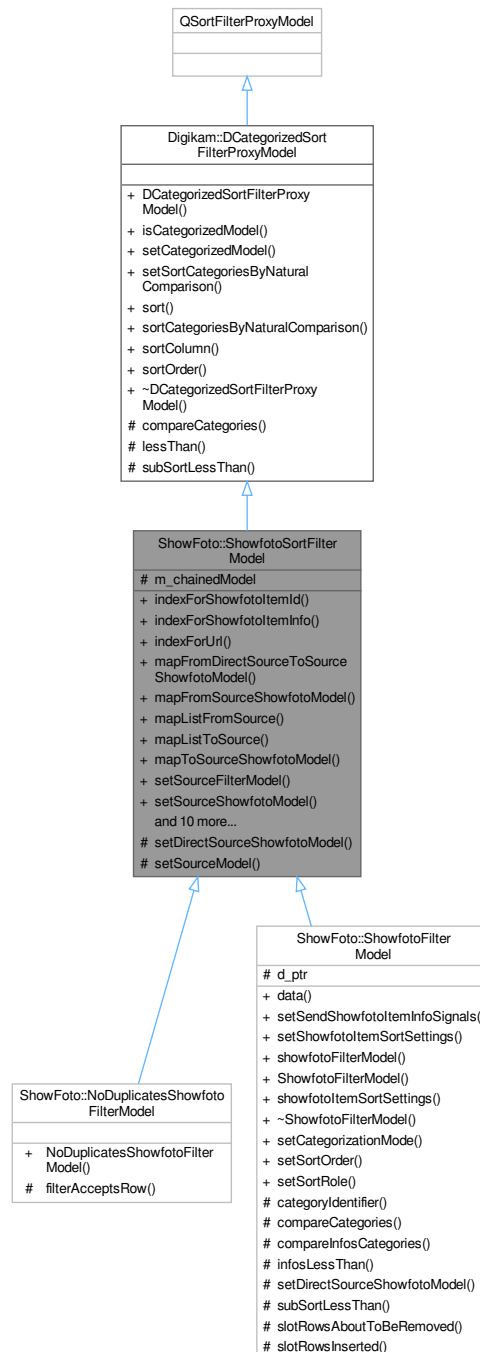 QSortFilterProxyModel
Digikam::DCategorizedSort
FilterProxyModel
+ DCategorizedSortFilterProxy
Model()
+ isCategorizedModel()
+ setCategorizedModel()
+ setSortCategoriesByNatural
Comparison()
+ sort()
+ sortCategoriesByNaturalComparison()
+ sortColumn()
+ sortOrder()
+ ~DCategorizedSortFilterProxy
Model()
# compareCategories()
# lessThan()
# subSortLessThan()
ShowFoto::ShowfotoSortFilter
Model
# m_chainedModel
+ indexForShowfotoItemId()
+ indexForShowfotoItemInfo()
+ indexForUrl()
+ mapFromDirectSourceToSource
ShowfotoModel()
+ mapFromSourceShowfotoModel()
+ mapListFromSource()
+ mapListToSource()
+ mapToSourceShowfotoModel()
+ setSourceFilterModel()
+ setSourceShowfotoModel()
and 10 more...
# setDirectSourceShowfotoModel()
# setSourceModel()
ShowFoto::NoDuplicatesShowfoto
FilterModel
+ NoDuplicatesShowfotoFilter
Model()
# filterAcceptsRow()
ShowFoto::ShowfotoFilter
Model
# d_ptr
+ data()
+ setSendShowfotoItemInfoSignals(
+ setShowfotoItemSortSettings()
+ showfotoFilterModel()
+ ShowfotoFilterModel()
+ showfotoItemSortSettings()
+ ~ShowfotoFilterModel()
+ setCategorizationMode()
+ setSortOrder()
+ setSortRole()
# categoryIdentifier()
# compareCategories()
# compareInfosCategories()
# infosLessThan()
# setDirectSourceShowfotoModel()
# subSortLessThan()
# slotRowsAboutToBeRemoved()
# slotRowsInserted()